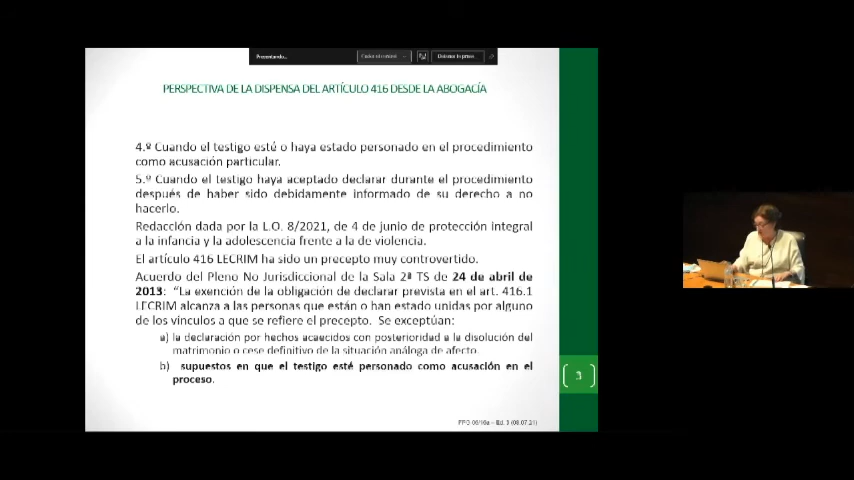 Presentando...
PERSPECTIVA DE LA DISPENSA DEL ARTÍCULO 416 DESDE LA ABOGACÍA
4.º Cuando el testigo esté o haya estado personado en el procedimiento
como acusación particular.
5.º Cuando el testigo haya aceptado declarar durante el procedimiento
después de haber sido debidamente informado de su derecho a no
hacerlo.
Redacción dada por la L.O. 8/2021, de 4 de junio de protección integral
a la infancia y la adolescencia frente a la de violencia.
El artículo 416 LECRIM ha sido un precepto muy controvertido.
Acuerdo del Pleno No Jurisdiccional de la Sala 2ª TS de 24 de abril de
2013: "La exención de la obligación de declarar prevista en el art. 416.1
LECRIM alcanza a las personas que están o han estado unidas por alguno
de los vínculos a que se refiere el precepto. Se exceptúan:
a) la declaración por hechos acaecidos con posterioridad a la disolución del
matrimonio o cese definitivo de la situación análoga de afecto.
b) supuestos en que el testigo esté personado como acusación en el
proceso.
3
Ed. 3 (08.07.21)